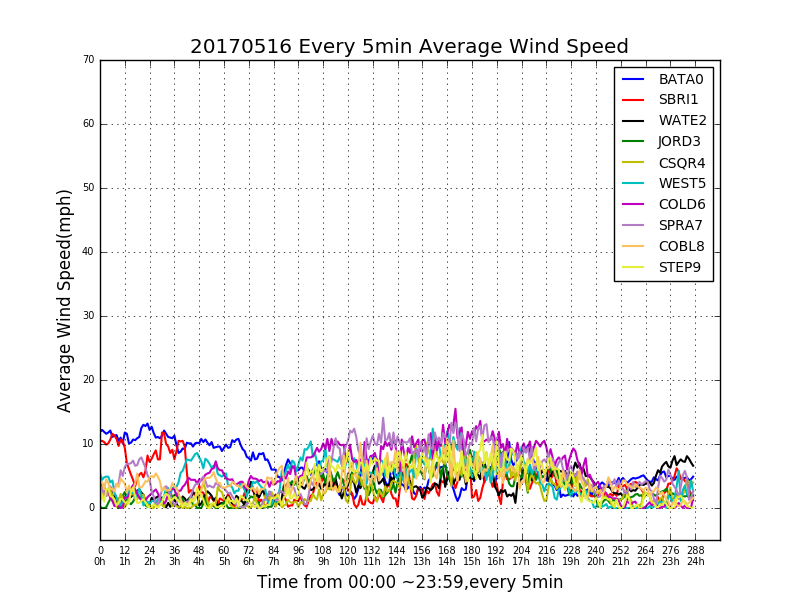 20170516 Every 5min Average Wind Speed
70
60
50
40
30
20
10
0
Average Wind Speed(mph)
BATA0
SBRI1
WATE2
JORD3
CSQR4
WEST5
COLD6
SPRA7
COBL8
STEP9
0 12 24 36 48 60 72 84 96 108 120 132 144 156 168 180 192 204 216 228 240 252 264 276 288
0h 1h 2h 3h 4h 5h 6h 7h 8h 9h 10h 11h 12h 13h 14h 15h 16h 17h 18h 19h 20h 21h 22h 23h 24h
Time from 00:00 ~23:59,every 5min